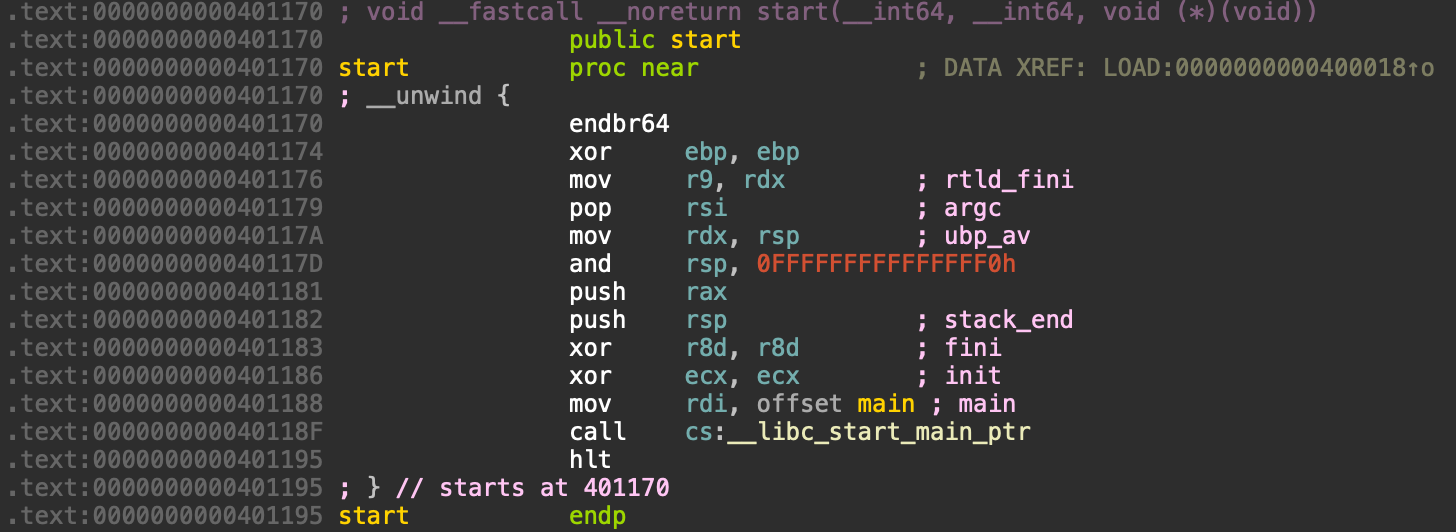 .text:0000000000401170 ; void __fastcall __noreturn start(__int64, __int64, void (*)(void))
.text:0000000000401170 public start
.text:0000000000401170 start proc near ; DATA XREF: LOAD:0000000000400018↑o
.text:0000000000401170 ; __unwind {
.text:0000000000401170 endbr64
.text:0000000000401174 xor ebp, ebp
.text:0000000000401176 mov r9, rdx ; rtld_fini
.text:0000000000401179 pop rsi ; argc
.text:000000000040117A mov rdx, rsp ; ubp_av
.text:000000000040117D and rsp, 0FFFFFFFFFFFFFFF0h
.text:0000000000401181 push rax
.text:0000000000401182 push rsp ; stack_end
.text:0000000000401183 xor r8d, r8d ; fini
.text:0000000000401186 xor ecx, ecx ; init
.text:0000000000401188 mov rdi, offset main ; main
.text:000000000040118F call cs:__libc_start_main_ptr
.text:0000000000401195 hlt
.text:0000000000401195 ; } // starts at 401170
.text:0000000000401195 start endp